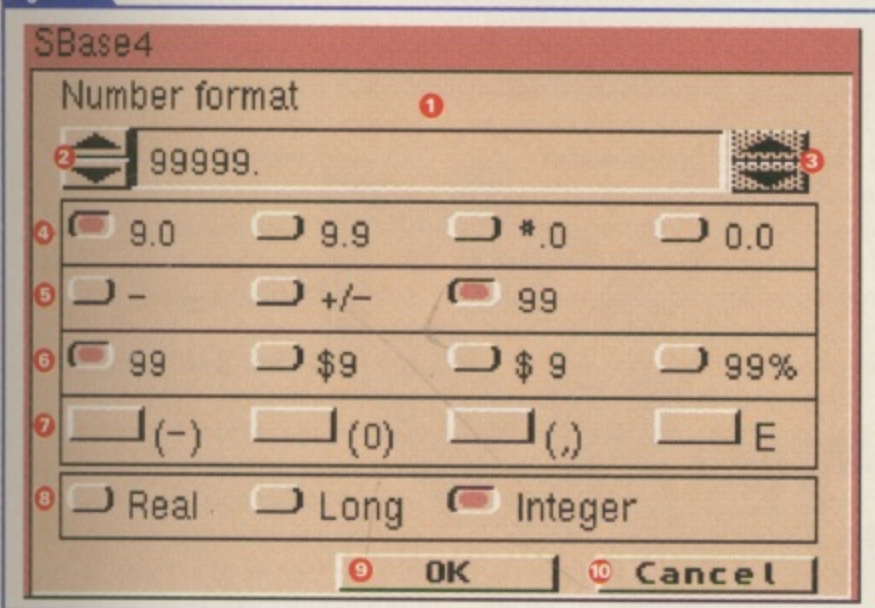 SBase4
Number format
1
2 99999. 3
4 9.0 9.9 *.0 0.0
5 - +/- 99
6 99 $9 $ 9 99%
7 (-) (0) (,) E
8 Real Long Integer
9 OK 10 Cancel